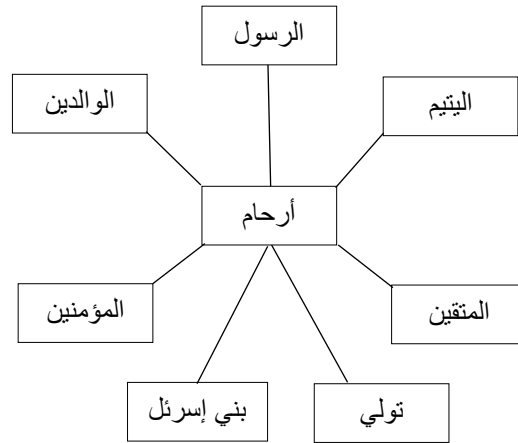 الرسول
اليتيم
الوالدين
أرحام
المتقين
المؤمنين
تولي
بني إسرئل